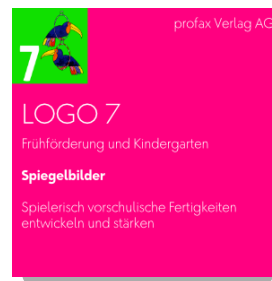 profax Verlag AG
7
LOGO 7
Frühförderung und Kindergarten
Spiegelbilder
Spielerisch vorschulische Fertigkeiten
entwickeln und stärken